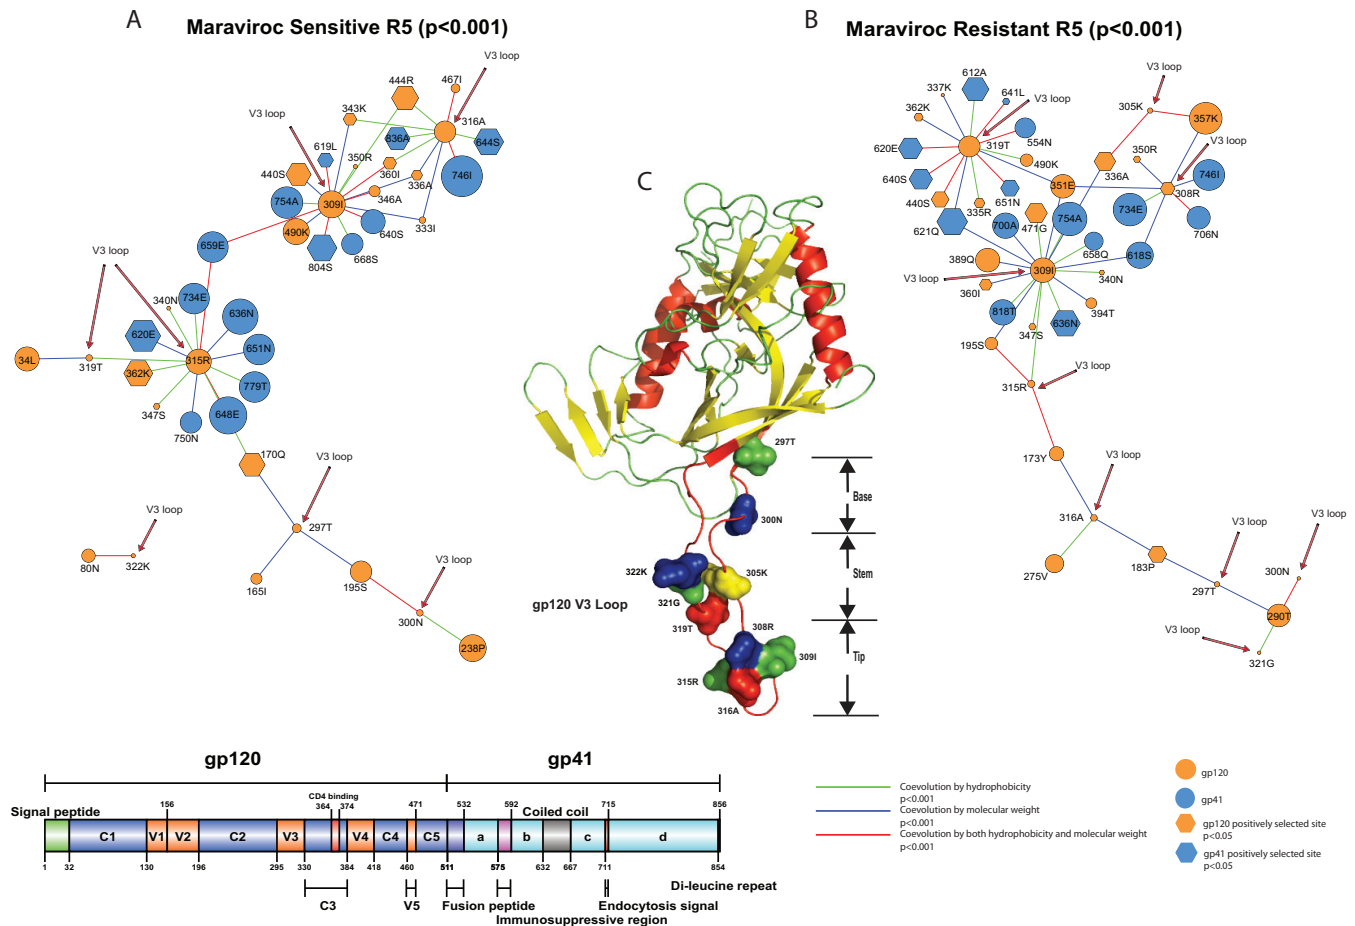 A
Maraviroc Sensitive R5 (p<0.001)
V3 loop
444R
467I
V3 loop
343K
316A
836A
644S
619L
350R
360I
440S
336A
746I
754A
309I
346A
490K
333I
640S
659E
668S
804S
V3 loop
340N
734E
636N
620E
34L
319T
315R
651N
362K
779T
347S
648E
750N
170Q
V3 loop
297T
V3 loop
80N
322K
165I
195S
V3 loop
300N
238P
C
297T
Base
300N
Stem
322K
305K
321G
gp120 V3 Loop
319T
308R
Tip
309I
315R
316A
B
Maraviroc Resistant R5 (p<0.001)
612A
V3 loop
337K
641L
V3 loop
305K
362K
357K
554N
V3 loop
620E
319T
350R
490K
336A
746I
640S
351E
308R
440S
651N
335R
754A
734E
621Q
700A
471G
706N
658Q
618S
389Q
V3 loop
309I
340N
360I
818T
394T
636N
347S
195S
315R
V3 loop
173Y
V3 loop
316A
V3 loop
V3 loop
275V
183P
300N
297T
290T
V3 loop
321G
gp120
gp41
CD4 binding
156
364
374
471
532
592
Coiled coil
715
856
Signal peptide
C1
V1
V2
C2
V3
V4
C4
C5
a
b
c
d
1
32
130
196
295
330
384
418
460
511
575
632
667
711
854
C3
V5
Fusion peptide
Immunosuppressive region
Di-leucine repeat
Endocytosis signal
Coevolution by hydrophobicity
p<0.001
Coevolution by molecular weight
p<0.001
Coevolution by both hydrophobicity and molecular weight
p<0.001
gp120
gp41
gp120 positively selected site
p<0.05
gp41 positively selected site
p<0.05